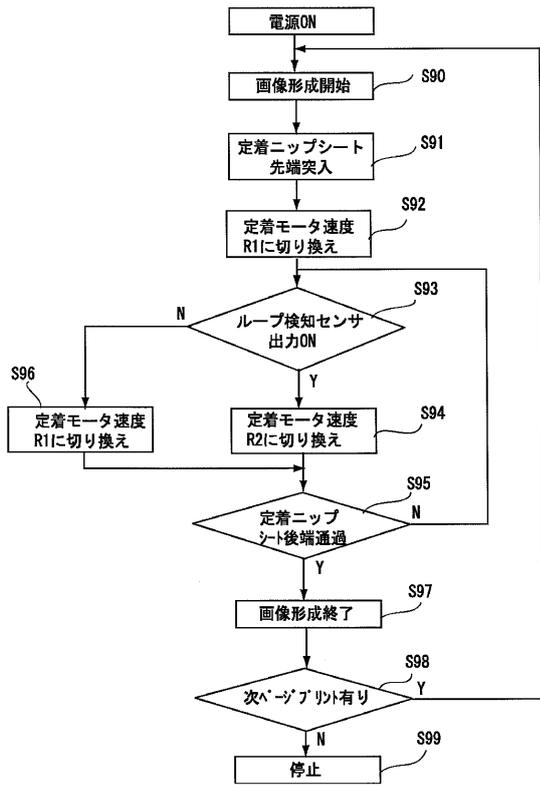 電源ON
画像形成開始
S90
定着ニップシート
先端突入
S91
定着モータ速度
R1に切り換え
S92
ループ検知センサ
出力ON
S93
N
Y
S96
定着モータ速度
R1に切り換え
定着モータ速度
R2に切り換え
S94
定着ニップ
シート後端通過
S95
N
Y
画像形成終了
S97
次ページプリント有り
S98
Y
N
停止
S99